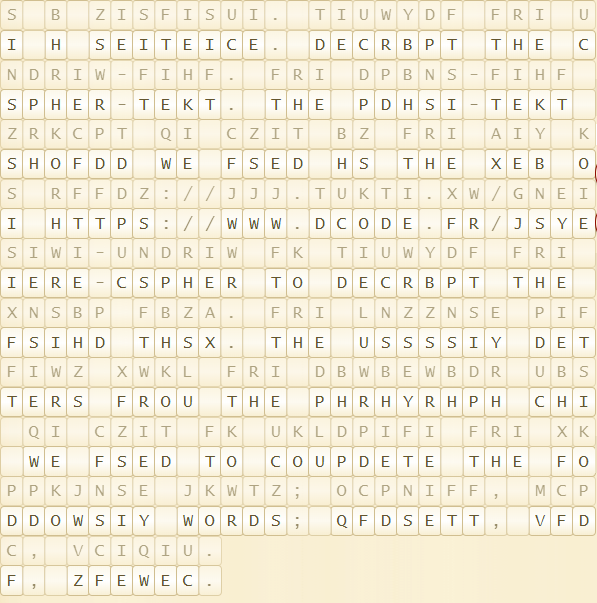 S B ZISFISUI. TIUWYDF FRI U
I H SEITEICE. DECRBPT THE C
NDRIW-FIHF. FRI DPBNS-FIHF
SPHER-TEKT. THE PDHSI-TEKT
ZRKCPT QI CZIT BZ FRI AIY K
SHOFDD WE FSED HS THE XEB O
S RFFDZ://JJJ.TUKTI.XW/GNEI
I HTTPS://WWW.DCODE.FR/JSYE
SIWI-UNDRIW FK TIUWYDF FRI
IERE-CSPHER TO DECRBPT THE
XNSBP FBZA. FRI LNZZNSE PIF
FSIHD THSX. THE USSSSIY DET
FIWZ XWKL FRI DBWBEWBDR UBS
TERS FROU THE PHRHYRHPH CHI
QI CZIT FK UKLDPIFI FRI XK
WE FSED TO COUPDETE THE FO
PPKJNSE JKWTZ; OCPNIFF, MCP
DDOWSIY WORDS; QFDSETT, VFD
C, VCIQIU.
F, ZFEWEC.